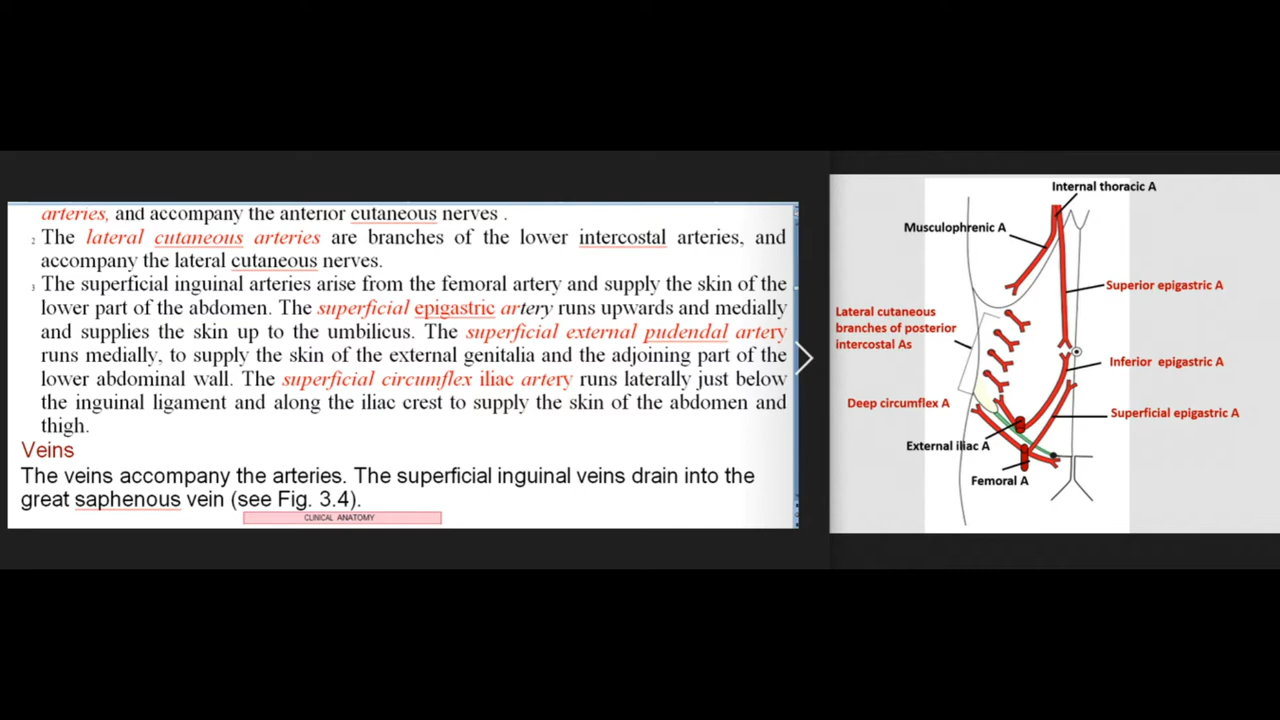 arteries, and accompany the anterior cutaneous nerves .
2 The lateral cutaneous arteries are branches of the lower intercostal arteries, and
accompany the lateral cutaneous nerves.
3 The superficial inguinal arteries arise from the femoral artery and supply the skin of the
lower part of the abdomen. The superficial epigastric artery runs upwards and medially
and supplies the skin up to the umbilicus. The superficial external pudendal artery
runs medially, to supply the skin of the external genitalia and the adjoining part of the
lower abdominal wall. The superficial circumflex iliac artery runs laterally just below
the inguinal ligament and along the iliac crest to supply the skin of the abdomen and
thigh.
Veins
The veins accompany the arteries. The superficial inguinal veins drain into the
great saphenous vein (see Fig. 3.4).
CLINICAL ANATOMY
Internal thoracic A
Musculophrenic A
Superior epigastric A
Lateral cutaneous
branches of posterior
intercostal As
Inferior epigastric A
Deep circumflex A
Superficial epigastric A
External iliac A
Femoral A